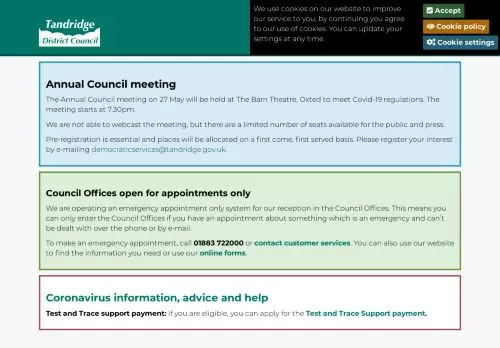 Tandridge
District Council
We use cookies on our website to improve
our service to you, by continuing you agree
to our use of cookies. You can update your
settings at any time.
Accept
Cookie policy
Cookie settings
Annual Council meeting
The Annual Council meeting on 27 May will be held at The Barn Theatre, Oxted to meet Covid-19 regulations. The
meeting starts at 7.30pm.
We are not able to webcast the meeting, but there are a limited number of seats available for the public and press.
Pre-registration is essential and places will be allocated on a first come, first served basis. Please register your interest
by e-mailing democraticservices@tandridge.gov.uk.
Council Offices open for appointments only
We are operating an emergency appointment only system for our reception in the Council Offices. This means you
can only enter the Council Offices if you have an appointment about something which is an emergency and can't
be dealt with over the phone or by e-mail.
To make an emergency appointment, call 01883 722000 or contact customer services. You can also use our website
to find the information you need or use our online forms.
Coronavirus information, advice and help
Test and Trace support payment: If you are eligible, you can apply for the Test and Trace Support payment.